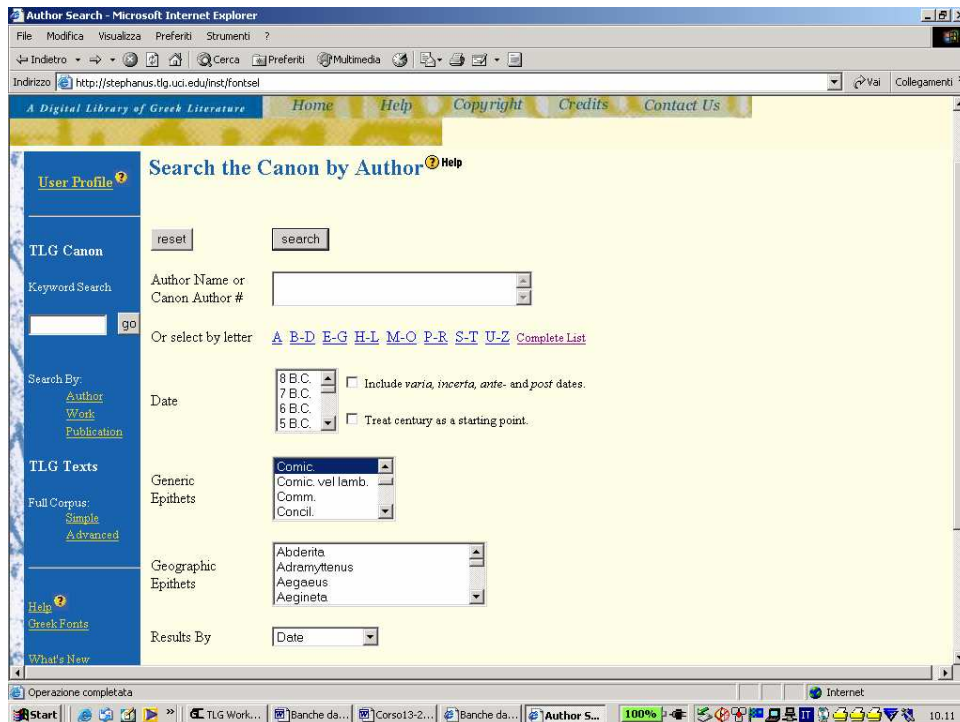 Author Search - Microsoft Internet Explorer
File Modifica Visualizza Preferiti Strumenti ?
Indietro Cerca Preferiti Multimedia
Indirizzo http://stephanus.tlg.uci.edu/inst/fontsel Vai Collegamenti
A Digital Library of Greek Literature Home Help Copyright Credits Contact Us
User Profile ?
Search the Canon by Author ? Help
reset search
TLG Canon
Keyword Search
go
Author Name or
Canon Author #
Or select by letter A B-D E-G H-L M-O P-R S-T U-Z Complete List
Search By:
Author
Work
Publication
Date
8 B.C.
7 B.C.
6 B.C.
5 B.C.
Include varia, incerta, ante- and post dates.
Treat century as a starting point.
TLG Texts
Full Corpus:
Simple
Advanced
Generic
Epithets
Comic.
Comic. vel Iamb.
Comm.
Concil.
Geographic
Epithets
Abderita
Adramyttenus
Aegaeus
Aegineta
Help ?
Greek Fonts
What's New
Results By Date
Operazione completata Internet
Start TLG Work... Banche da... Corso13-2... Banche da... Author S... 100% 10.11